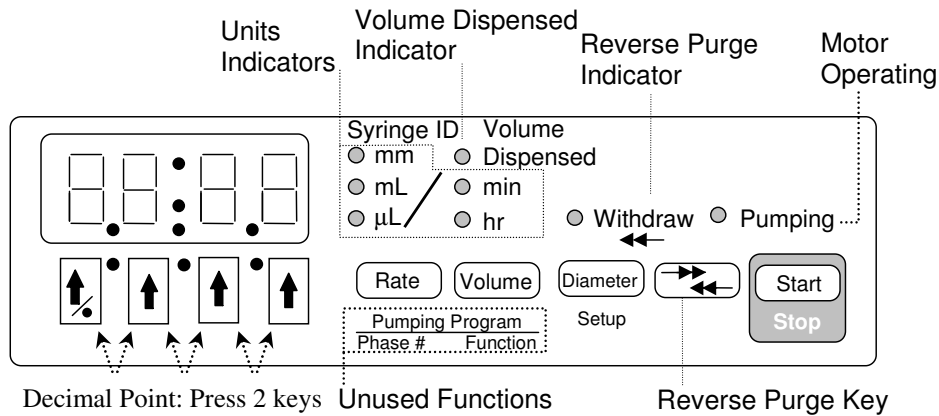 Units
Indicators
Volume Dispensed
Indicator
Reverse Purge
Indicator
Motor
Operating
Syringe ID
Volume
Dispensed
mm
mL
min
µL
hr
Withdraw
Pumping
Rate
Volume
Diameter
Start
Setup
Stop
Pumping Program
Phase # Function
Decimal Point: Press 2 keys
Unused Functions
Reverse Purge Key